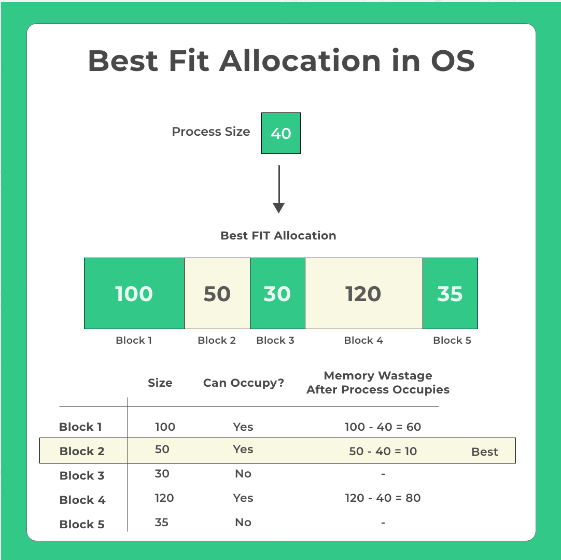 Best Fit Allocation in OS
Process Size 40
Best FIT Allocation
100 50 30 120 35
Block 1 Block 2 Block 3 Block 4 Block 5
Size Can Occupy? Memory Wastage
After Process Occupies
Block 1 100 Yes 100 - 40 = 60
Block 2 50 Yes 50 - 40 = 10 Best
Block 3 30 No -
Block 4 120 Yes 120 - 40 = 80
Block 5 35 No -